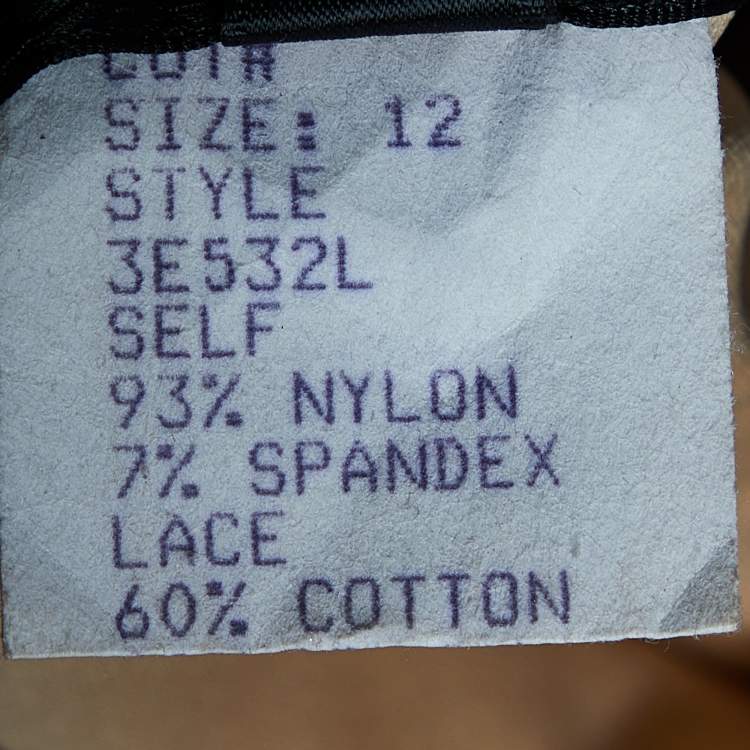 SIZE: 12
STYLE
3E532L
SELF
93% NYLON
7% SPANDEX
LACE
60% COTTON